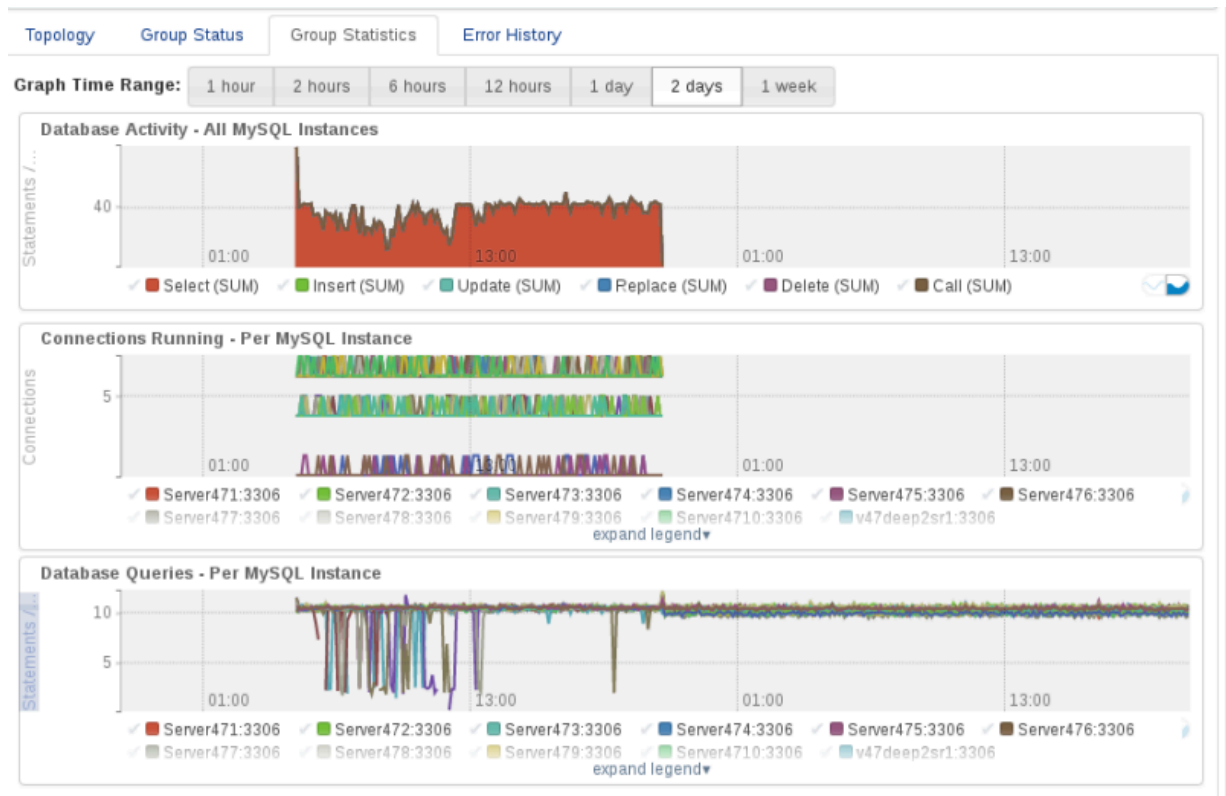 Topology Group Status Group Statistics Error History
Graph Time Range: 1 hour 2 hours 6 hours 12 hours 1 day 2 days 1 week
Database Activity - All MySQL Instances
Statements /...
40
01:00 13:00 01:00 13:00
Select (SUM) Insert (SUM) Update (SUM) Replace (SUM) Delete (SUM) Call (SUM)
Connections Running - Per MySQL Instance
Connections
5
01:00 13:00 01:00 13:00
Server471:3306 Server472:3306 Server473:3306 Server474:3306 Server475:3306 Server476:3306
Server477:3306 Server478:3306 Server479:3306 Server4710:3306 v47deep2sr1:3306
expand legend▾
Database Queries - Per MySQL Instance
Statements /...
10
5
01:00 13:00 01:00 13:00
Server471:3306 Server472:3306 Server473:3306 Server474:3306 Server475:3306 Server476:3306
Server477:3306 Server478:3306 Server479:3306 Server4710:3306 v47deep2sr1:3306
expand legend▾